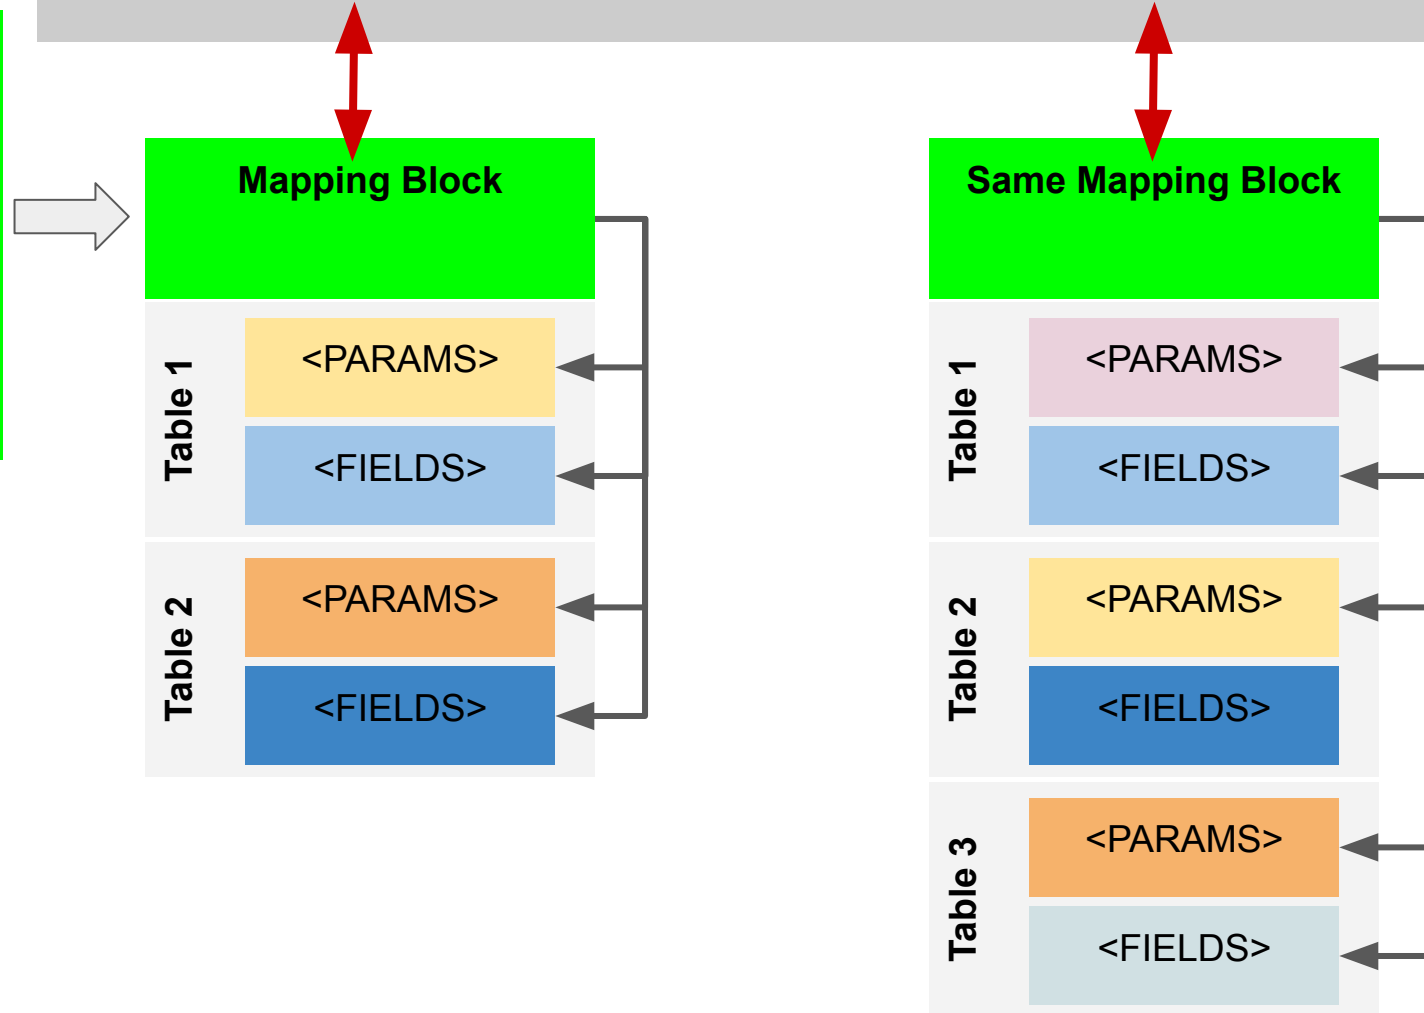 Mapping Block
Table 1
<PARAMS>
<FIELDS>
Table 2
<PARAMS>
<FIELDS>
Same Mapping Block
Table 1
<PARAMS>
<FIELDS>
Table 2
<PARAMS>
<FIELDS>
Table 3
<PARAMS>
<FIELDS>